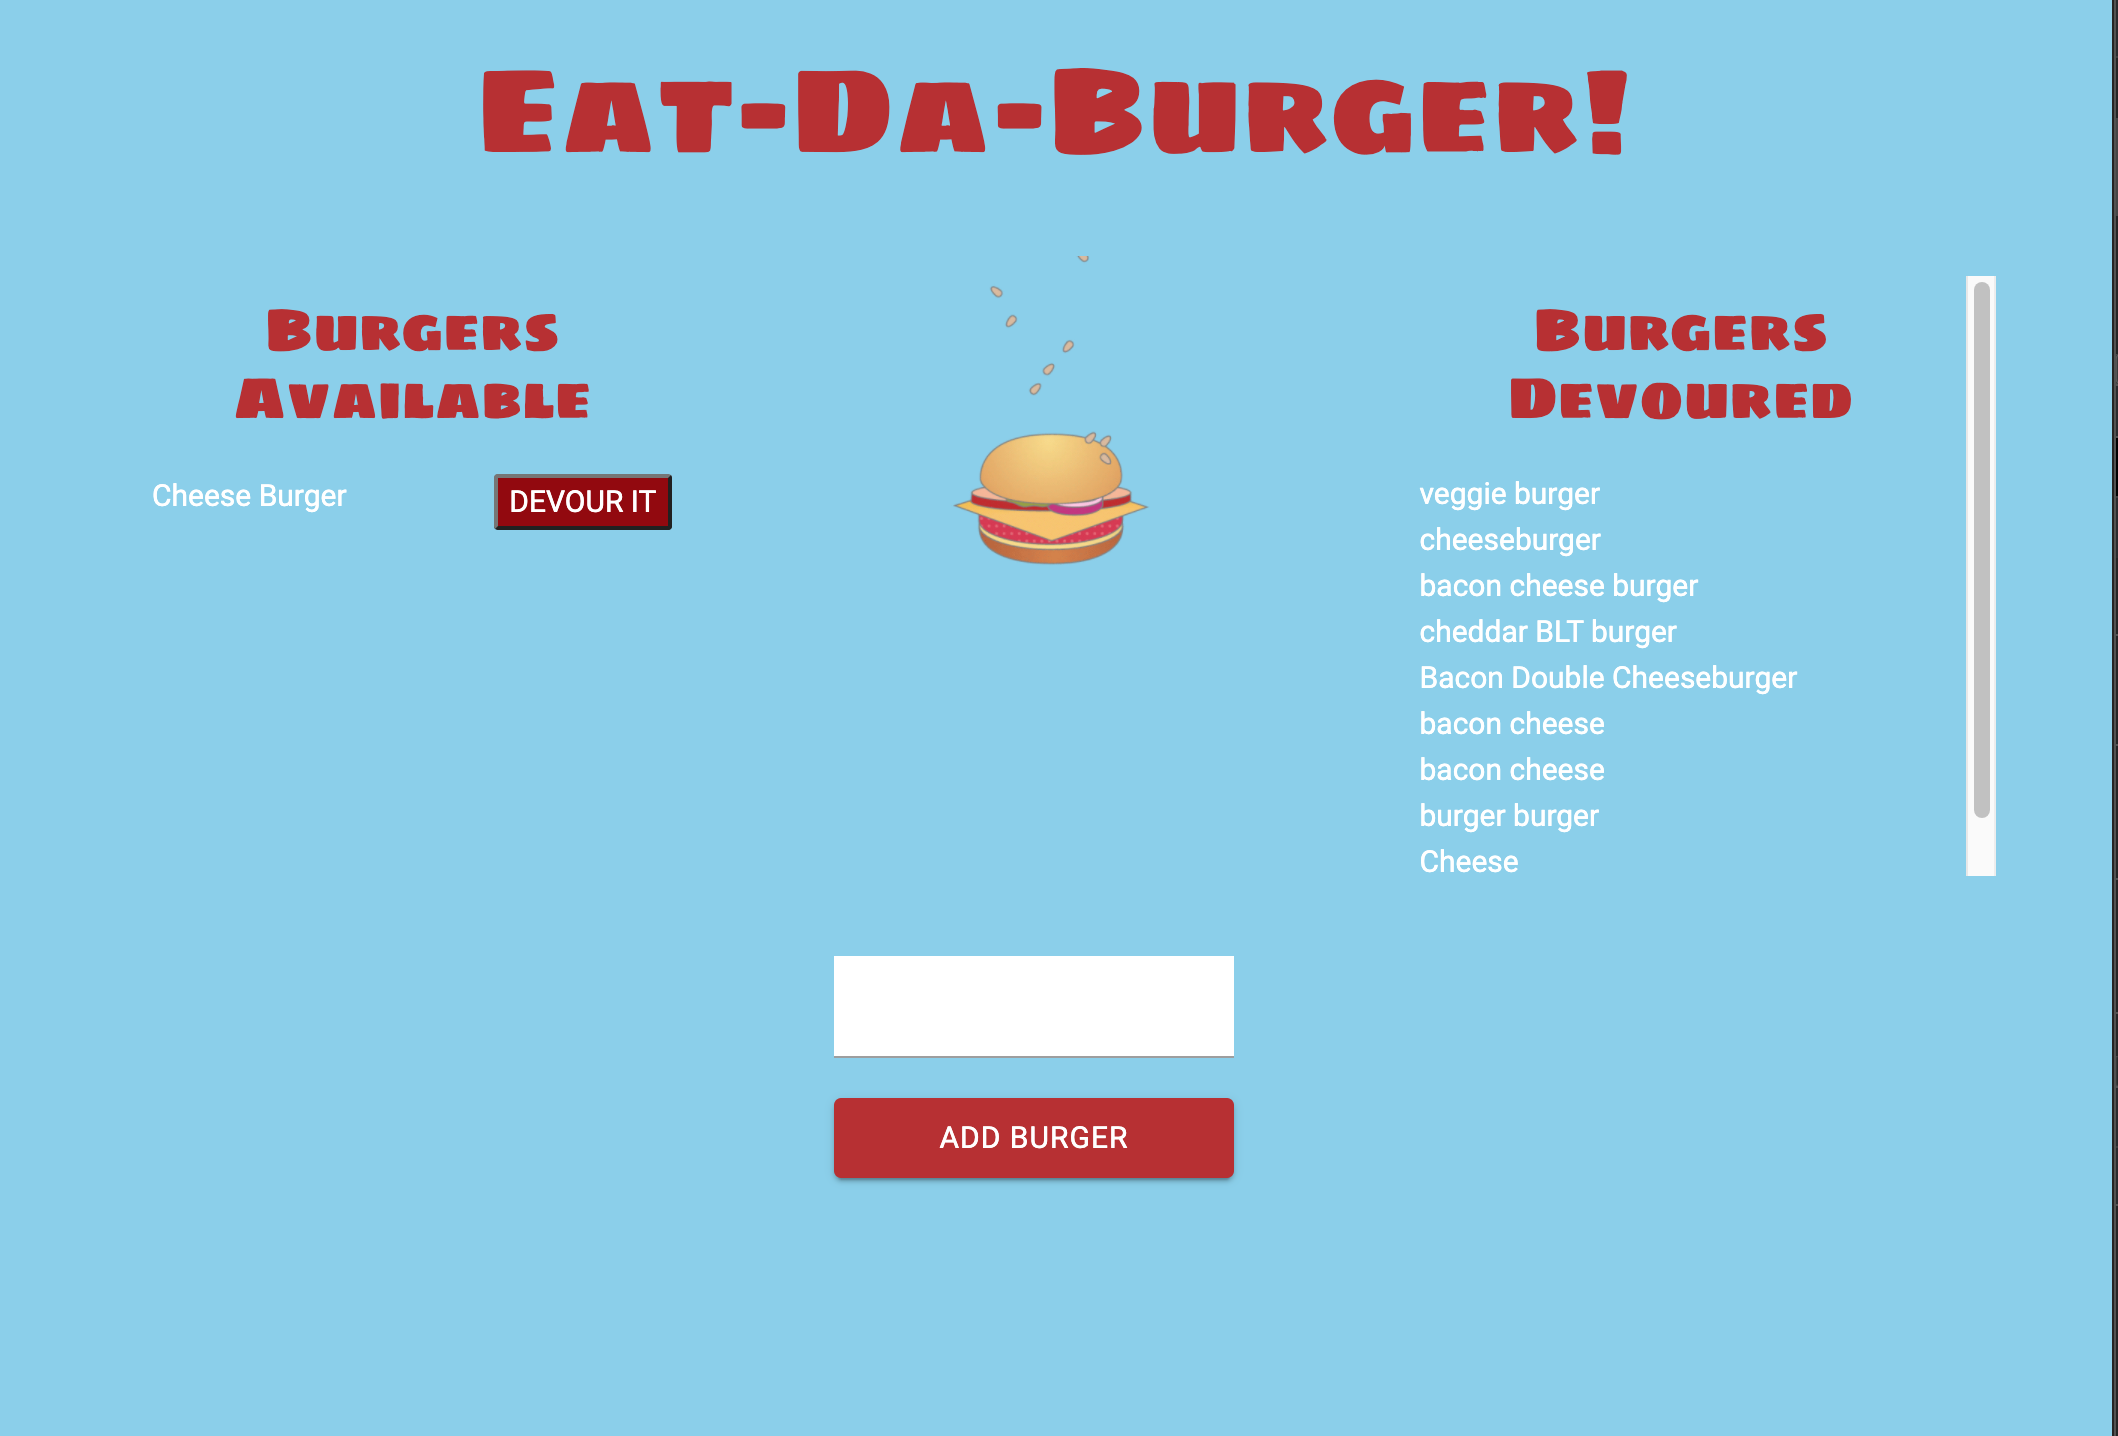 Eat-Da-Burger!
Burgers
Available
Cheese Burger
DEVOUR IT
Burgers
Devoured
veggie burger
cheeseburger
bacon cheese burger
cheddar BLT burger
Bacon Double Cheeseburger
bacon cheese
bacon cheese
burger burger
Cheese
ADD BURGER